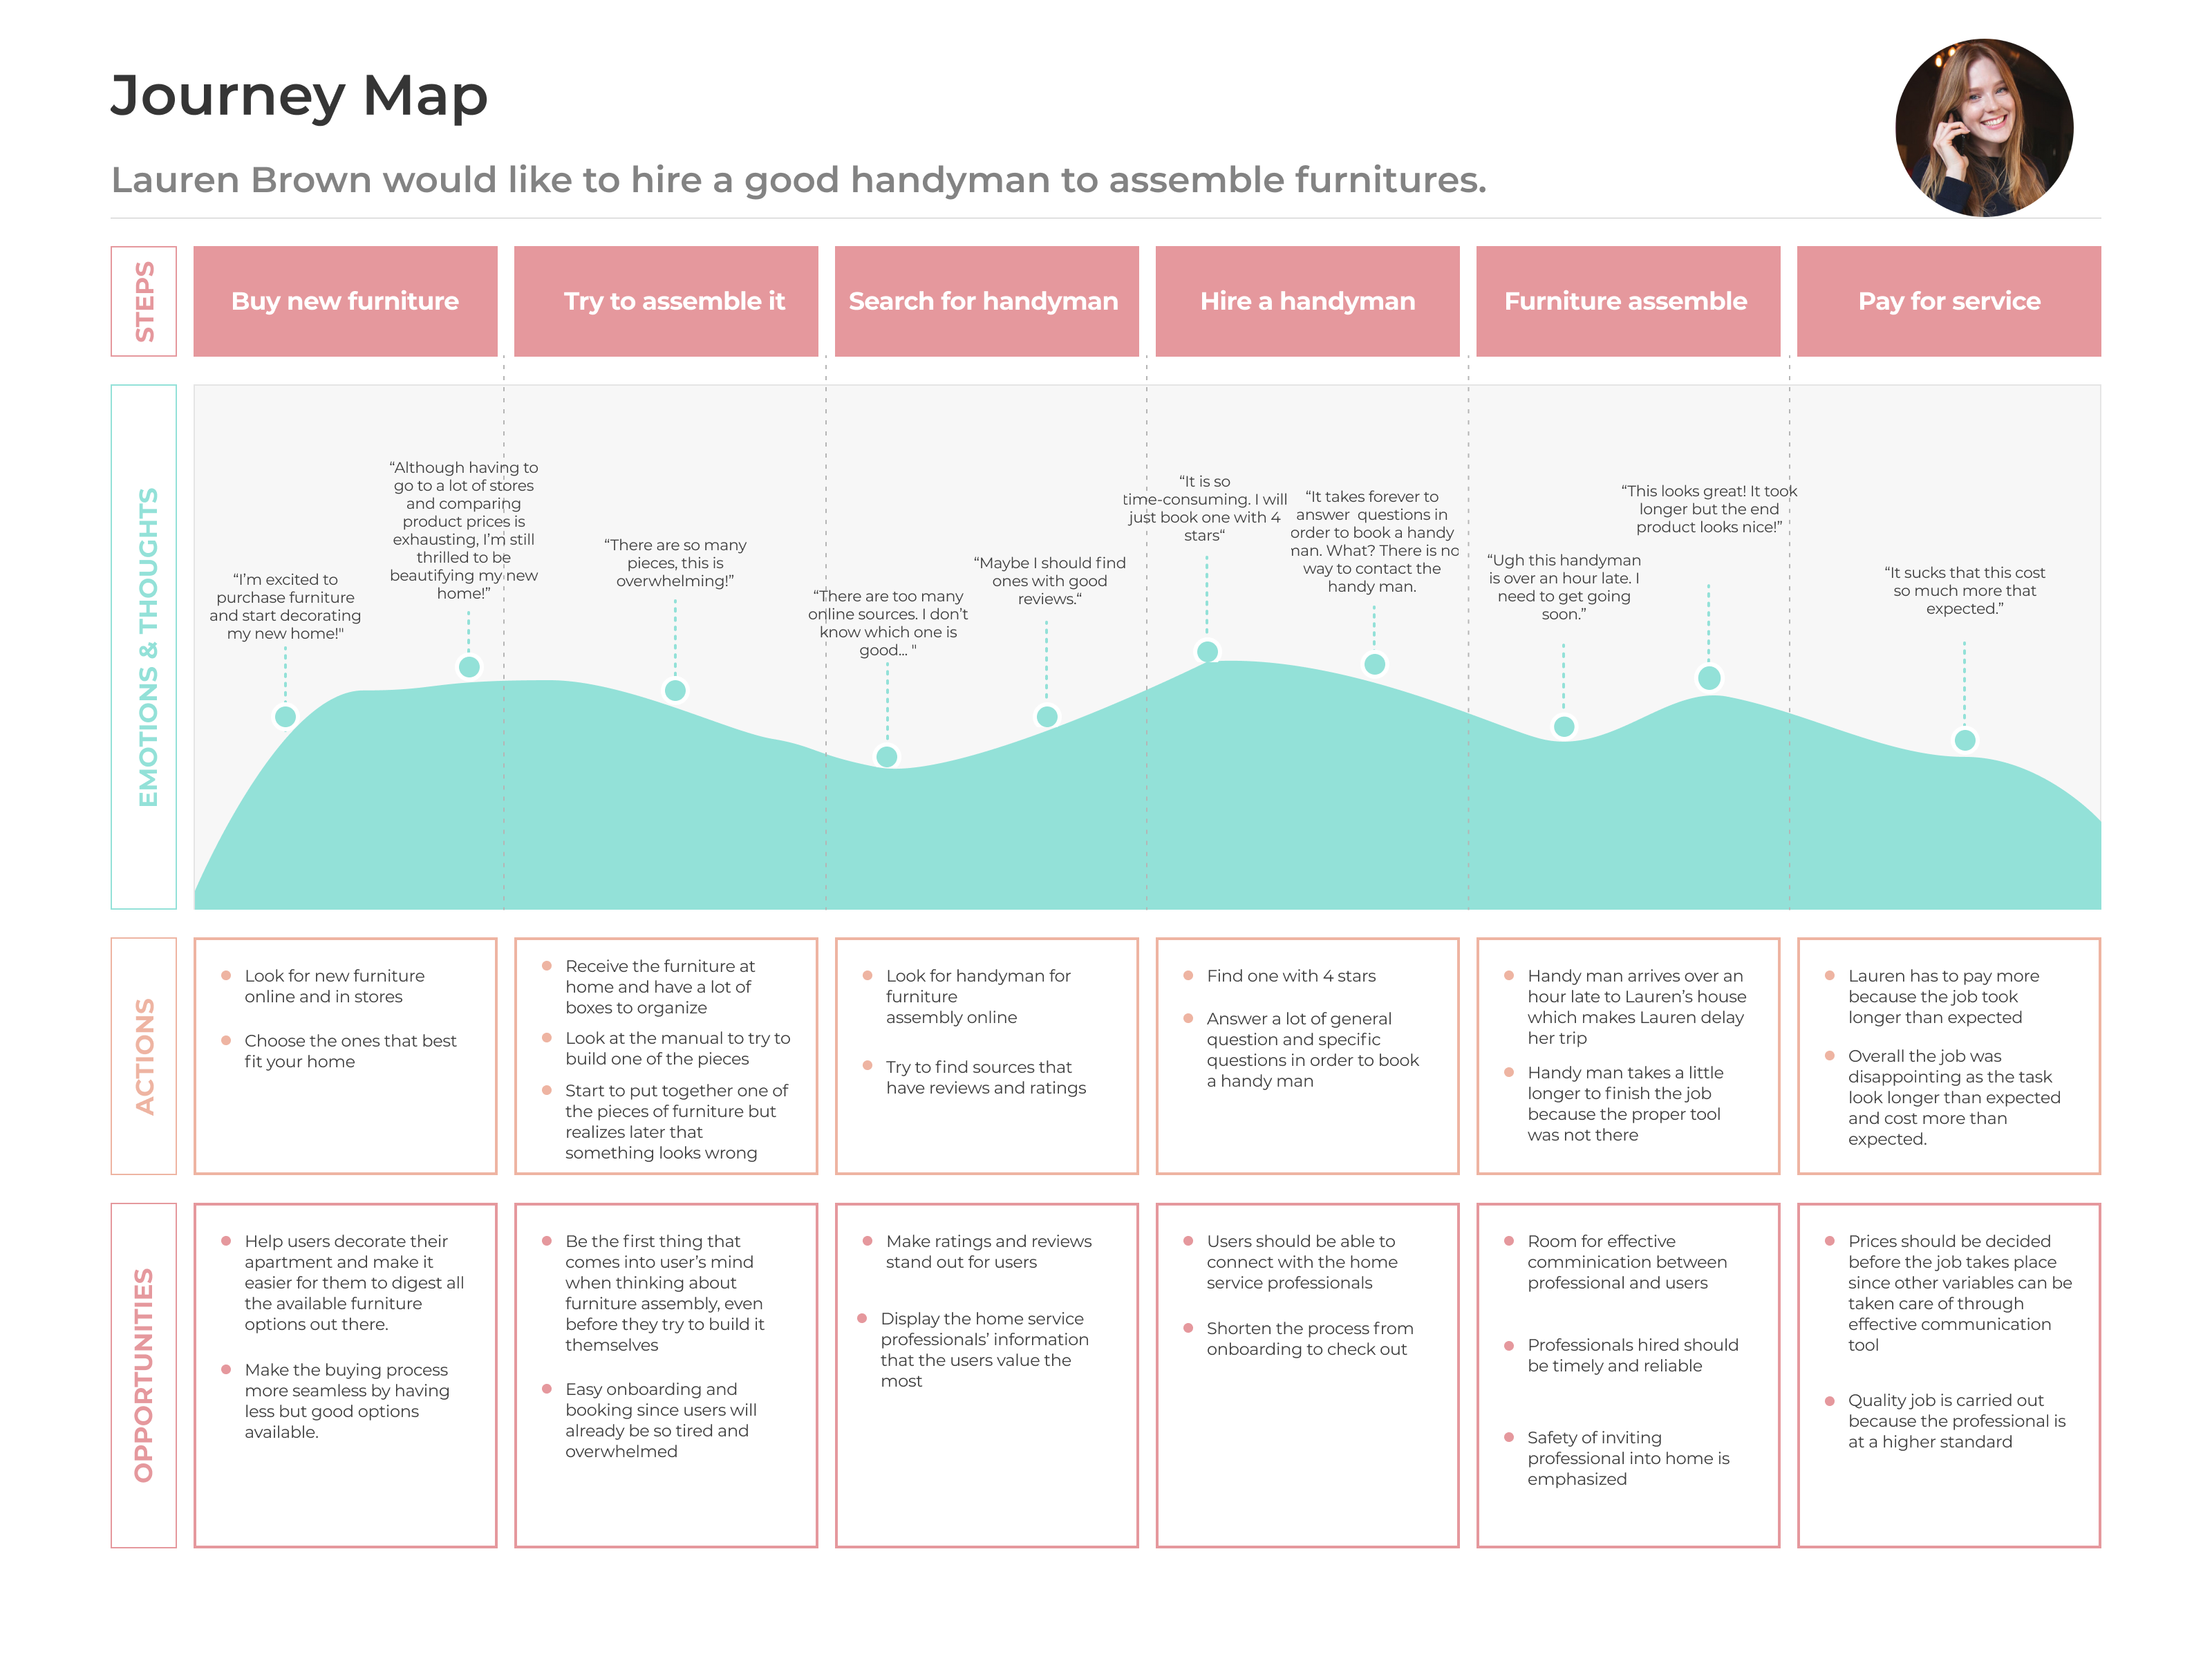 Journey Map
Lauren Brown would like to hire a good handyman to assemble furnitures.
STEPS
Buy new furniture
Try to assemble it
Search for handyman
Hire a handyman
Furniture assemble
Pay for service
EMOTIONS & THOUGHTS
“I’m excited to
purchase furniture
and start decorating
my new home!"
“Although having to
go to a lot of stores
and comparing
product prices is
exhausting, I’m still
thrilled to be
beautifying my new
home!”
“There are so many
pieces, this is
overwhelming!”
“There are too many
online sources. I don’t
know which one is
good... "
“Maybe I should find
ones with good
reviews.“
“It is so
time-consuming. I will
just book one with 4
stars“
“It takes forever to
answer  questions in
order to book a handy
man. What? There is no
way to contact the
handy man.
“Ugh this handyman
is over an hour late. I
need to get going
soon.”
“This looks great! It took
longer but the end
product looks nice!”
“It sucks that this cost
so much more that
expected.”
ACTIONS
Look for new furniture
online and in stores
Choose the ones that best
fit your home
Receive the furniture at
home and have a lot of
boxes to organize
Look at the manual to try to
build one of the pieces
Start to put together one of
the pieces of furniture but
realizes later that
something looks wrong
Look for handyman for
furniture
assembly online
Try to find sources that
have reviews and ratings
Find one with 4 stars
Answer a lot of general
question and specific
questions in order to book
a handy man
Handy man arrives over an
hour late to Lauren’s house
which makes Lauren delay
her trip
Handy man takes a little
longer to finish the job
because the proper tool
was not there
Lauren has to pay more
because the job took
longer than expected
Overall the job was
disappointing as the task
look longer than expected
and cost more than
expected.
OPPORTUNITIES
Help users decorate their
apartment and make it
easier for them to digest all
the available furniture
options out there.
Make the buying process
more seamless by having
less but good options
available.
Be the first thing that
comes into user’s mind
when thinking about
furniture assembly, even
before they try to build it
themselves
Easy onboarding and
booking since users will
already be so tired and
overwhelmed
Make ratings and reviews
stand out for users
Display the home service
professionals’ information
that the users value the
most
Users should be able to
connect with the home
service professionals
Shorten the process from
onboarding to check out
Room for effective
comminication between
professional and users
Professionals hired should
be timely and reliable
Safety of inviting
professional into home is
emphasized
Prices should be decided
before the job takes place
since other variables can be
taken care of through
effective communication
tool
Quality job is carried out
because the professional is
at a higher standard